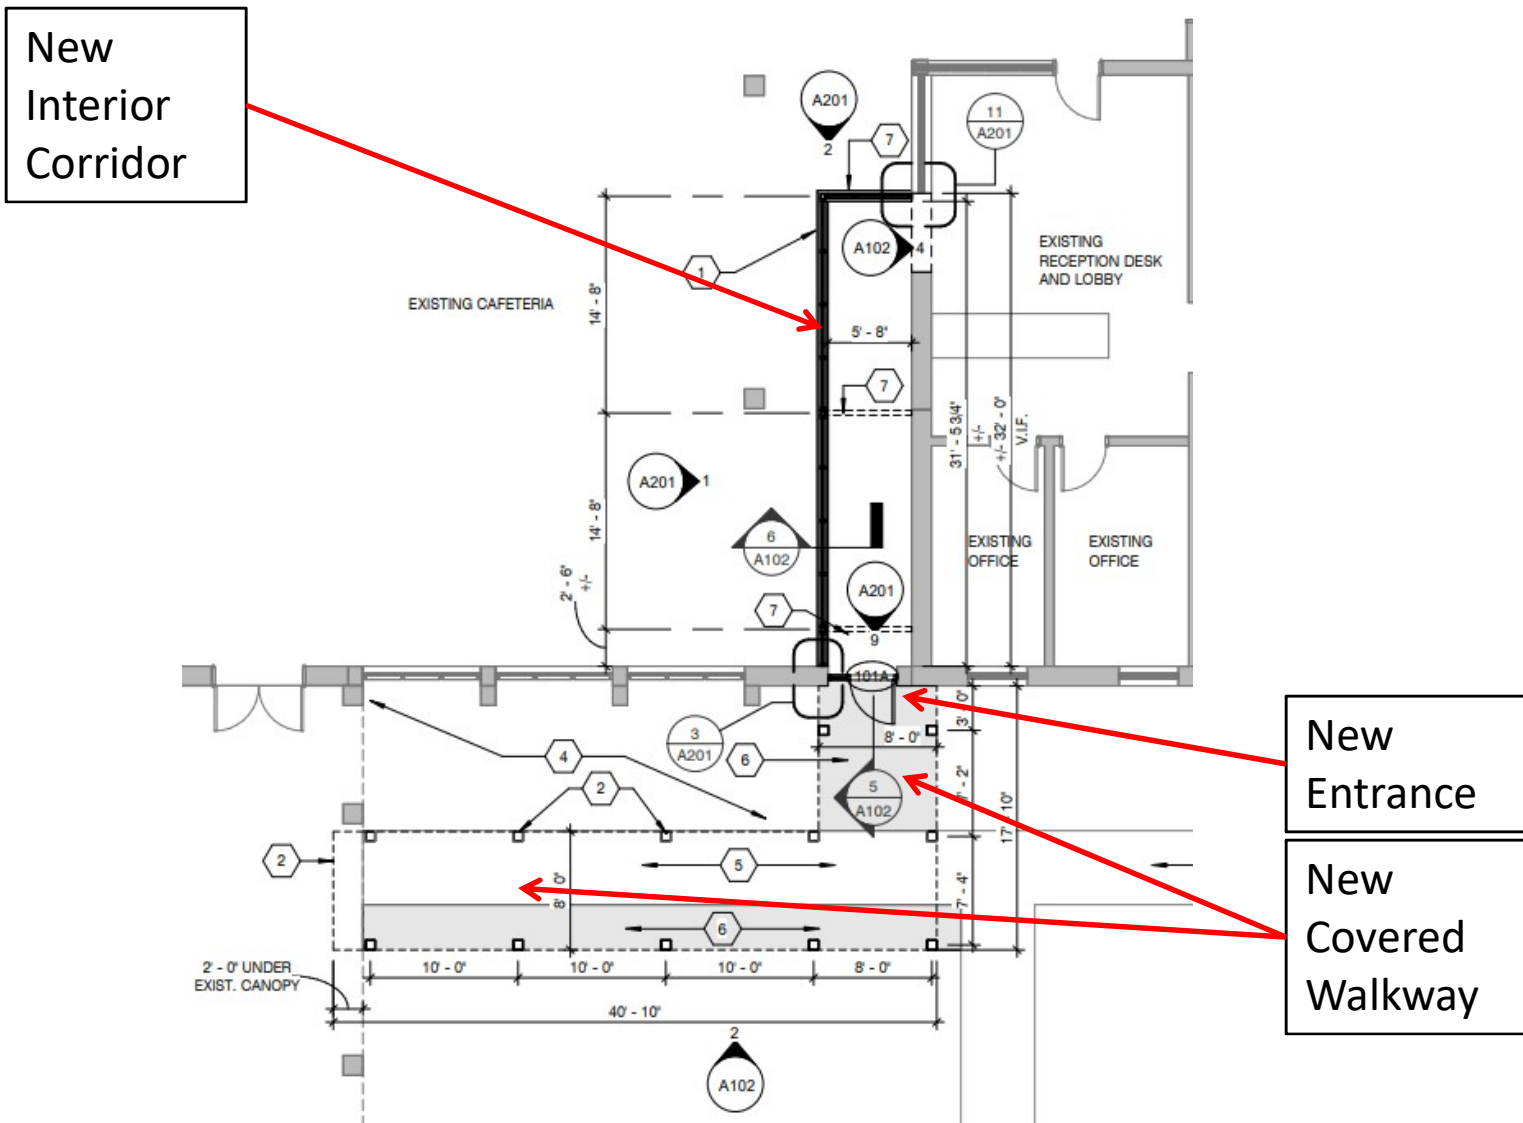 New
Interior
Corridor
A201
2
7
11
A201
1
A102
4
EXISTING
RECEPTION DESK
AND LOBBY
EXISTING CAFETERIA
14' - 8"
5' - 8"
7
31' - 5 3/4"
+/-
+/- 32' - 0"
V.I.F.
A201
1
14' - 8"
6
A102
EXISTING
OFFICE
EXISTING
OFFICE
2' - 6"
+/-
A201
9
7
101A
3' - 0"
3
A201
8' - 0"
6
4
2
5
A102
7' - 2"
17' - 10"
New
Entrance
2
5
8' - 0"
7' - 4"
6
New
Covered
Walkway
2' - 0" UNDER
EXIST. CANOPY
10' - 0"
10' - 0"
10' - 0"
8' - 0"
40' - 10"
2
A102